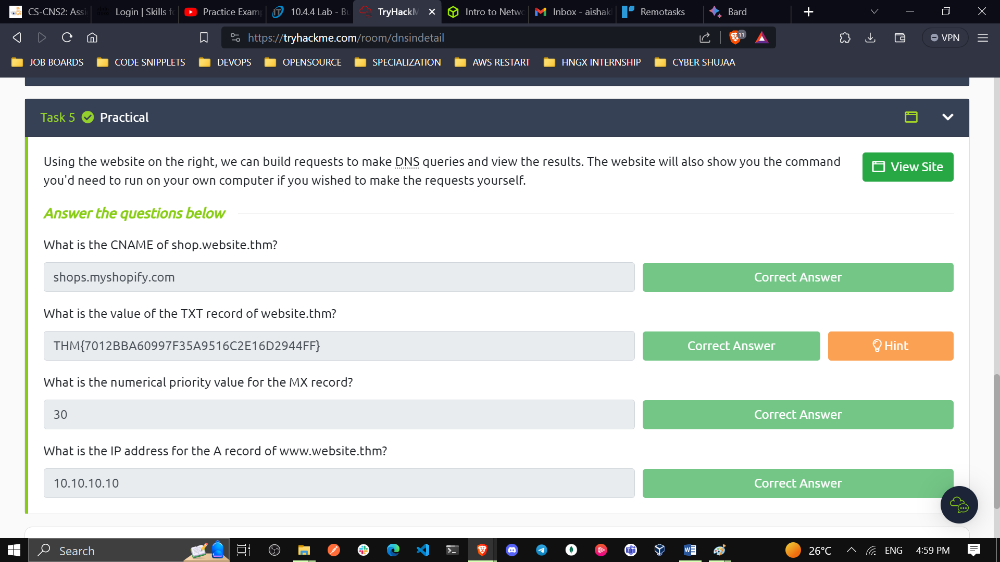 CS-CNS2: Assi
Login | Skills fo
Practice Examp
10.4.4 Lab - Bu
TryHackM
Intro to Netwo
Inbox - aishak
Remotasks
Bard
https://tryhackme.com/room/dnsindetail
11
VPN
JOB BOARDS
CODE SNIPPLETS
DEVOPS
OPENSOURCE
SPECIALIZATION
AWS RESTART
HNGX INTERNSHIP
CYBER SHUJAA
Task 5 Practical
Using the website on the right, we can build requests to make DNS queries and view the results. The website will also show you the command
you'd need to run on your own computer if you wished to make the requests yourself.
View Site
Answer the questions below
What is the CNAME of shop.website.thm?
shops.myshopify.com
Correct Answer
What is the value of the TXT record of website.thm?
THM{7012BBA60997F35A9516C2E16D2944FF}
Correct Answer
Hint
What is the numerical priority value for the MX record?
30
Correct Answer
What is the IP address for the A record of www.website.thm?
10.10.10.10
Correct Answer
Search
26°C
ENG
4:59 PM